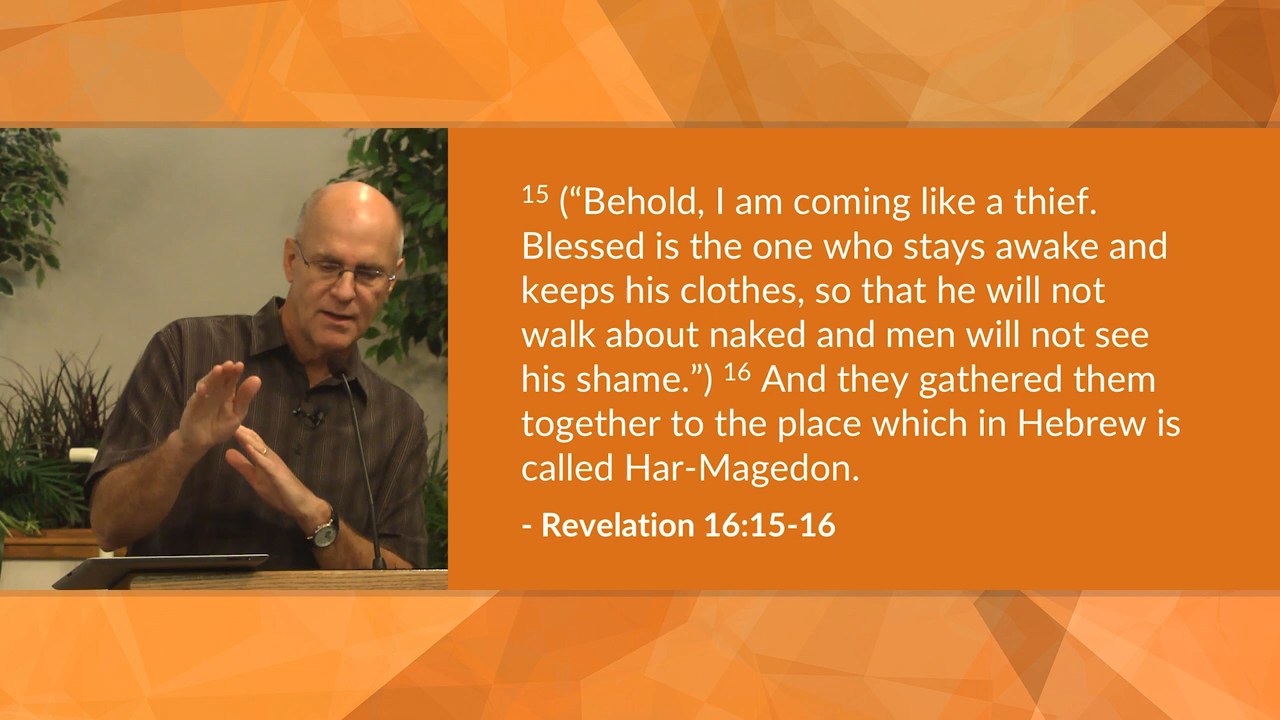 15 (“Behold, I am coming like a thief.
Blessed is the one who stays awake and
keeps his clothes, so that he will not
walk about naked and men will not see
his shame.”) 16 And they gathered them
together to the place which in Hebrew is
called Har-Magedon.
- Revelation 16:15-16